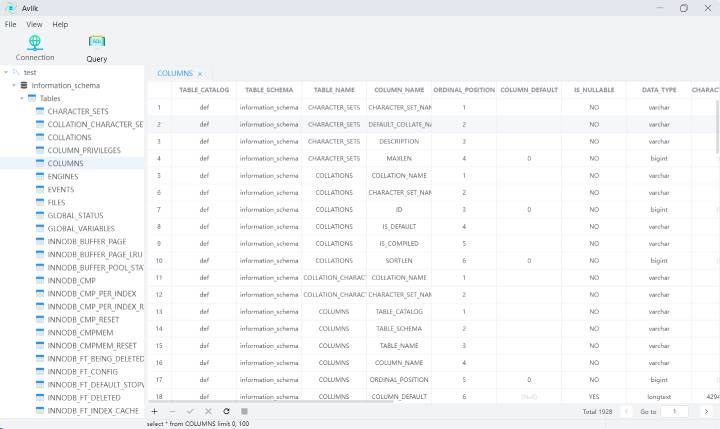 Avlik
File View Help
Connection Query
test
information_schema
Tables
CHARACTER_SETS
COLLATION_CHARACTER_SE
COLLATIONS
COLUMN_PRIVILEGES
COLUMNS
ENGINES
EVENTS
FILES
GLOBAL_STATUS
GLOBAL_VARIABLES
INNODB_BUFFER_PAGE
INNODB_BUFFER_PAGE_LRU
INNODB_BUFFER_POOL_STA
INNODB_CMP
INNODB_CMP_PER_INDEX
INNODB_CMP_PER_INDEX_R
INNODB_CMP_RESET
INNODB_CMPMEM
INNODB_CMPMEM_RESET
INNODB_FT_BEING_DELETED
INNODB_FT_CONFIG
INNODB_FT_DEFAULT_STOPV
INNODB_FT_DELETED
INNODB_FT_INDEX_CACHE
COLUMNS ×
TABLE_CATALOG TABLE_SCHEMA TABLE_NAME COLUMN_NAME ORDINAL_POSITION COLUMN_DEFAULT IS_NULLABLE DATA_TYPE CHARACT
1 def information_schema CHARACTER_SETS CHARACTER_SET_NAM 1 NO varchar
2 def information_schema CHARACTER_SETS DEFAULT_COLLATE_NA 2 NO varchar
3 def information_schema CHARACTER_SETS DESCRIPTION 3 NO varchar
4 def information_schema CHARACTER_SETS MAXLEN 4 0 NO bigint
5 def information_schema COLLATIONS COLLATION_NAME 1 NO varchar
6 def information_schema COLLATIONS CHARACTER_SET_NAM 2 NO varchar
7 def information_schema COLLATIONS ID 3 0 NO bigint
8 def information_schema COLLATIONS IS_DEFAULT 4 NO varchar
9 def information_schema COLLATIONS IS_COMPILED 5 NO varchar
10 def information_schema COLLATIONS SORTLEN 6 0 NO bigint
11 def information_schema COLLATION_CHARACT COLLATION_NAME 1 NO varchar
12 def information_schema COLLATION_CHARACT CHARACTER_SET_NAM 2 NO varchar
13 def information_schema COLUMNS TABLE_CATALOG 1 NO varchar
14 def information_schema COLUMNS TABLE_SCHEMA 2 NO varchar
15 def information_schema COLUMNS TABLE_NAME 3 NO varchar
16 def information_schema COLUMNS COLUMN_NAME 4 NO varchar
17 def information_schema COLUMNS ORDINAL_POSITION 5 0 NO bigint
18 def information_schema COLUMNS COLUMN_DEFAULT 6 (Null) YES longtext 4294
Total 1928 Go to 1
select * from COLUMNS limit 0, 100